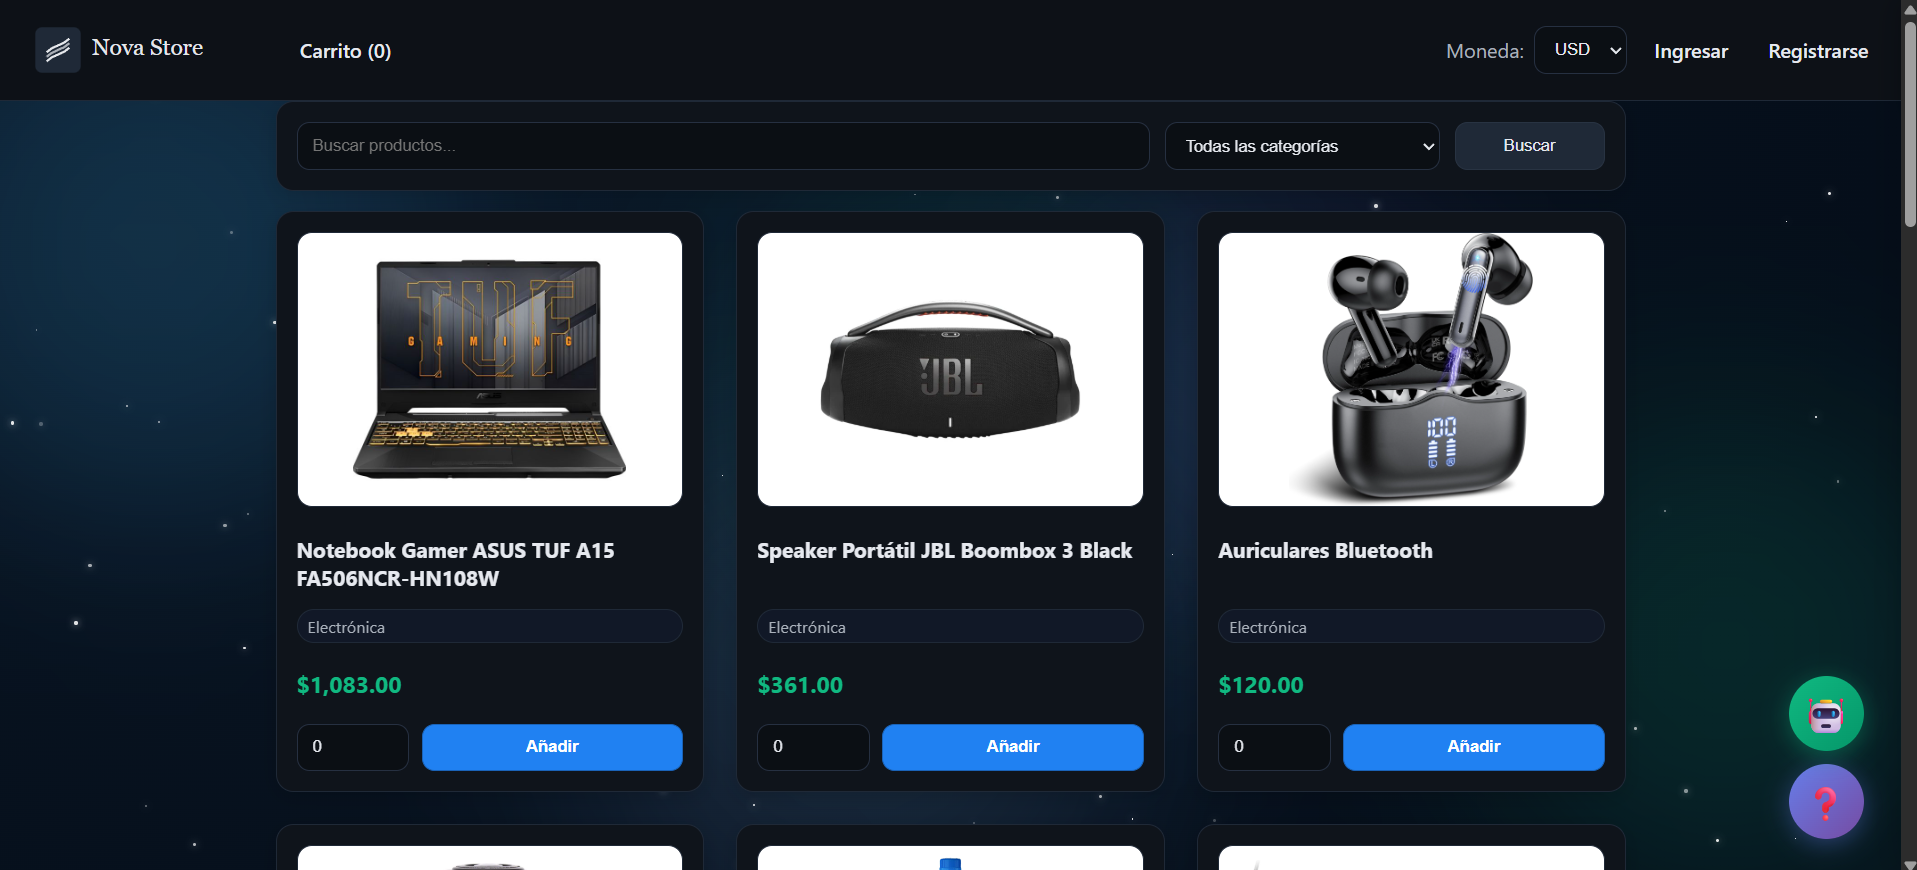 Nova Store
Carrito (0)
Moneda:
USD
Ingresar
Registrarse
Buscar productos...
Todas las categorías
Buscar
TUF
GAMING
JBL
100
Notebook Gamer ASUS TUF A15
FA506NCR-HN108W
Speaker Portátil JBL Boombox 3 Black
Auriculares Bluetooth
Electrónica
Electrónica
Electrónica
$1,083.00
$361.00
$120.00
0
Añadir
0
Añadir
0
Añadir
?